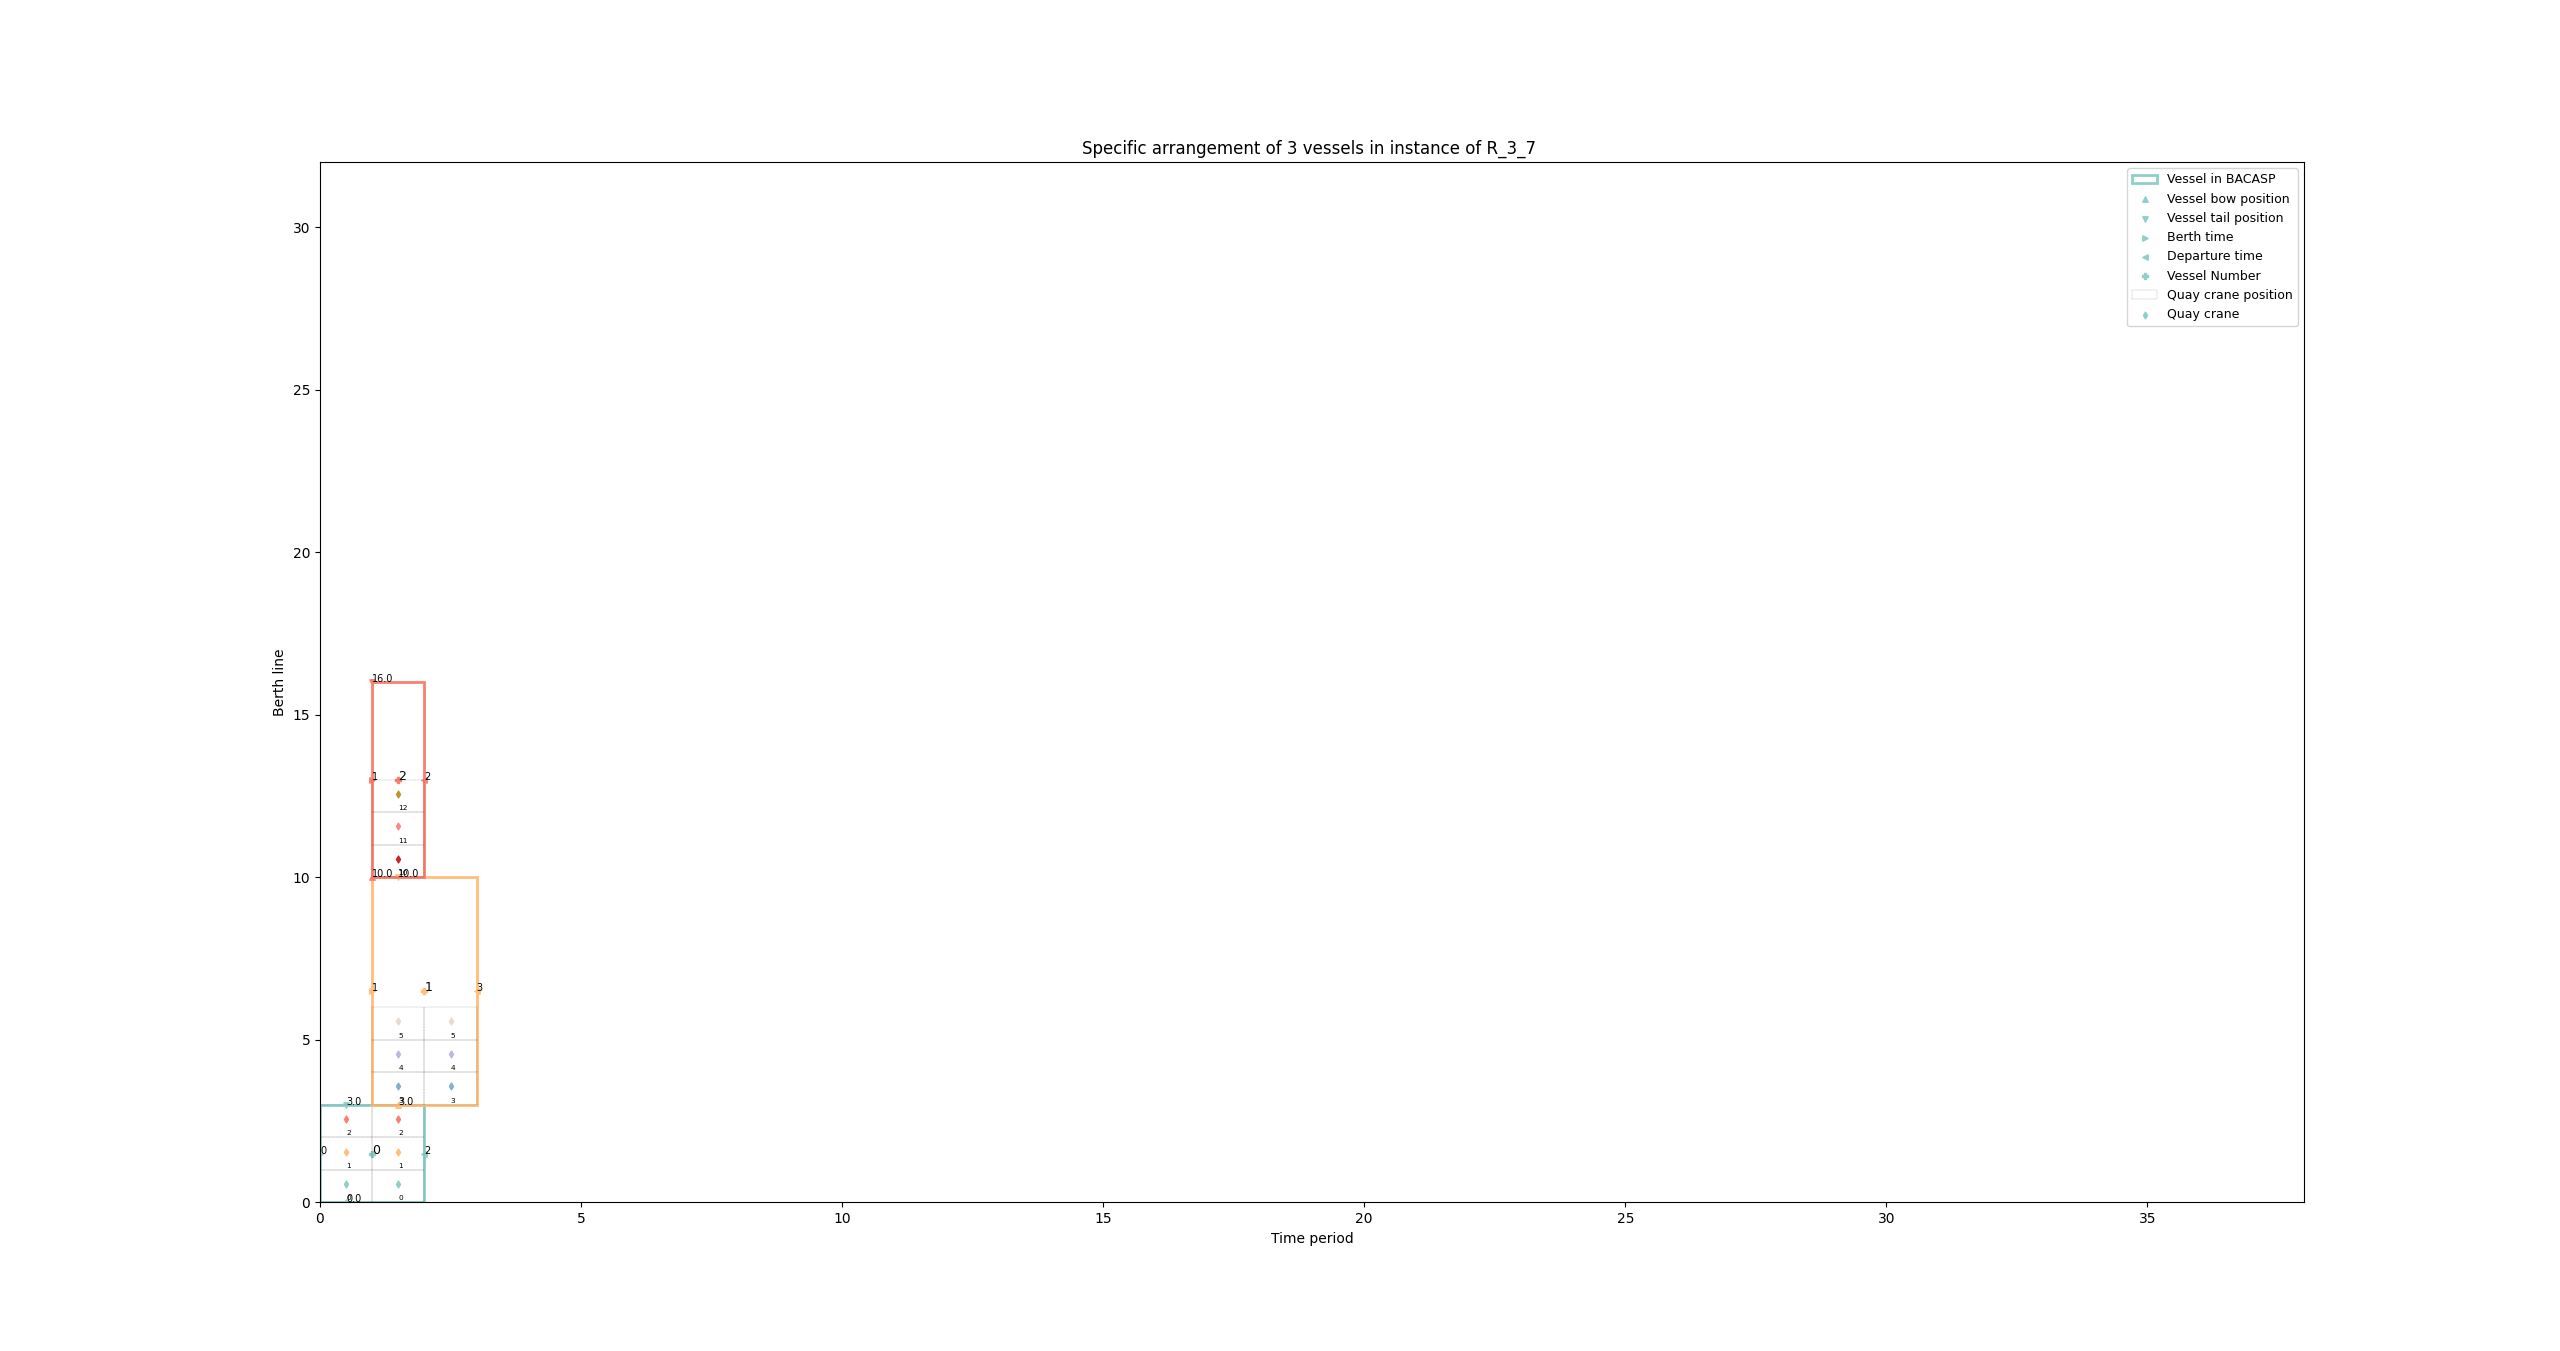 Specific arrangement of 3 vessels in instance of R_3_7
Vessel in BACASP
Vessel bow position
Vessel tail position
Berth time
Departure time
Vessel Number
Quay crane position
Quay crane
30
25
20
15
10
5
0
Berth line
16.0
1 2 2
12
11
10.0 10.0
1 1 3
5 5
4 4
3.0 3.0 3
2 2
0 0 2
1 1
0.0 0
0 5 10 15 20 25 30 35
Time period